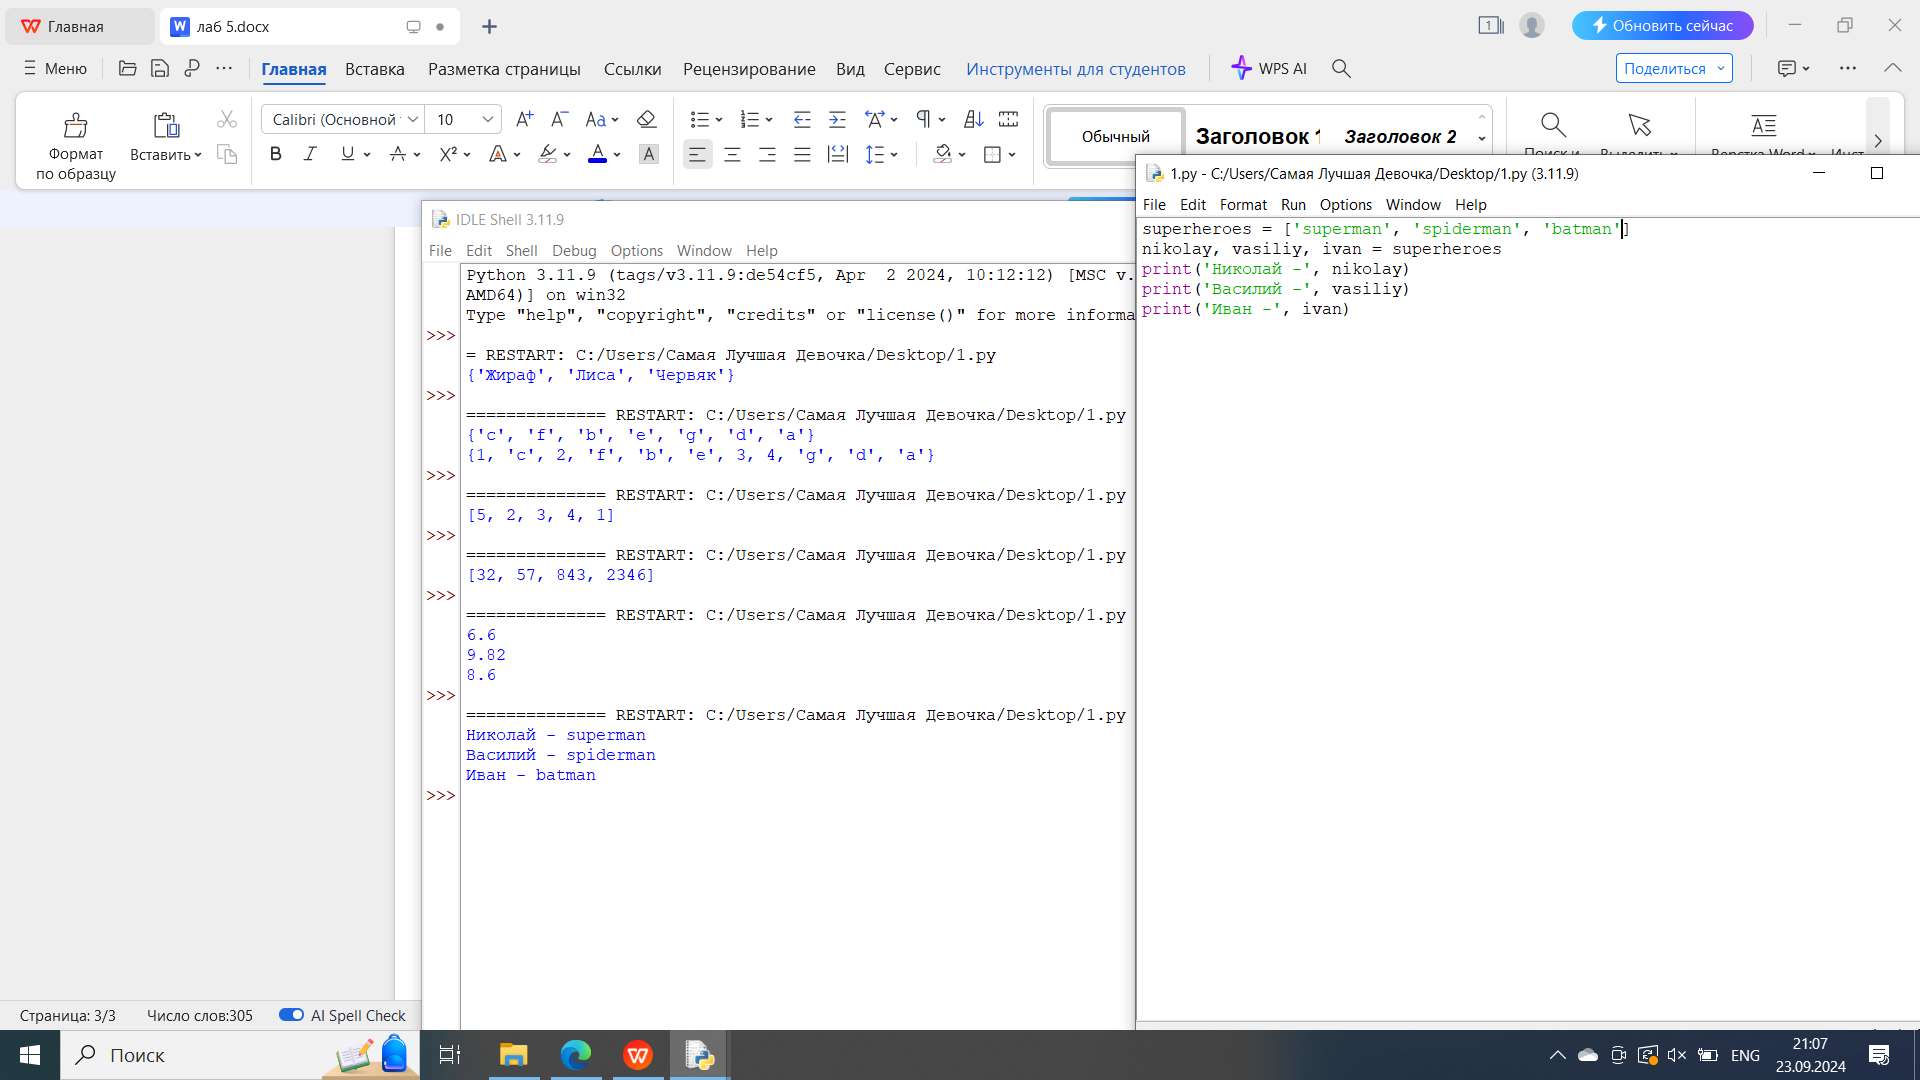 Главная
лаб 5.docx
1
Обновить сейчас
Меню
Главная
Вставка
Разметка страницы
Ссылки
Рецензирование
Вид
Сервис
Инструменты для студентов
WPS AI
Поделиться
Формат
по образцу
Вставить
Calibri (Основной
10
Обычный
Заголовок 1
Заголовок 2
IDLE Shell 3.11.9
File Edit Shell Debug Options Window Help
Python 3.11.9 (tags/v3.11.9:de54cf5, Apr  2 2024, 10:12:12) [MSC v.
AMD64)] on win32
Type "help", "copyright", "credits" or "license()" for more informa
>>>
= RESTART: C:/Users/Самая Лучшая Девочка/Desktop/1.py
{'Жираф', 'Лиса', 'Червяк'}
>>>
============== RESTART: C:/Users/Самая Лучшая Девочка/Desktop/1.py
{'c', 'f', 'b', 'e', 'g', 'd', 'a'}
{1, 'c', 2, 'f', 'b', 'e', 3, 4, 'g', 'd', 'a'}
>>>
============== RESTART: C:/Users/Самая Лучшая Девочка/Desktop/1.py
[5, 2, 3, 4, 1]
>>>
============== RESTART: C:/Users/Самая Лучшая Девочка/Desktop/1.py
[32, 57, 843, 2346]
>>>
============== RESTART: C:/Users/Самая Лучшая Девочка/Desktop/1.py
6.6
9.82
8.6
>>>
============== RESTART: C:/Users/Самая Лучшая Девочка/Desktop/1.py
Николай - superman
Василий - spiderman
Иван - batman
>>>
1.py - C:/Users/Самая Лучшая Девочка/Desktop/1.py (3.11.9)
File Edit Format Run Options Window Help
superheroes = ['superman', 'spiderman', 'batman']
nikolay, vasiliy, ivan = superheroes
print('Николай -', nikolay)
print('Василий -', vasiliy)
print('Иван -', ivan)
Страница: 3/3
Число слов:305
AI Spell Check
Поиск
ENG
21:07
23.09.2024